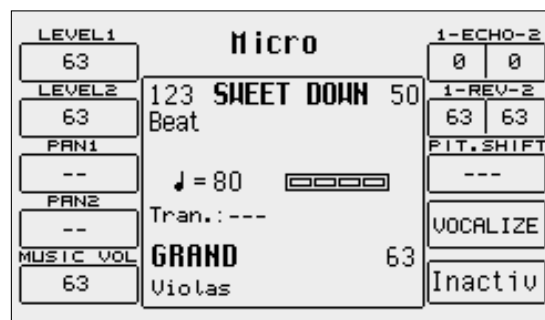 Micro
LEVEL1
63
LEVEL2
63
PAN1
--
PAN2
--
MUSIC VOL
63
123 SWEET DOWN 50
Beat
♩=80
Tran.:---
GRAND 63
Violas
1-ECHO-2
0 0
1-REV-2
63 63
PIT.SHIFT
---
VOCALIZE
Inactiv